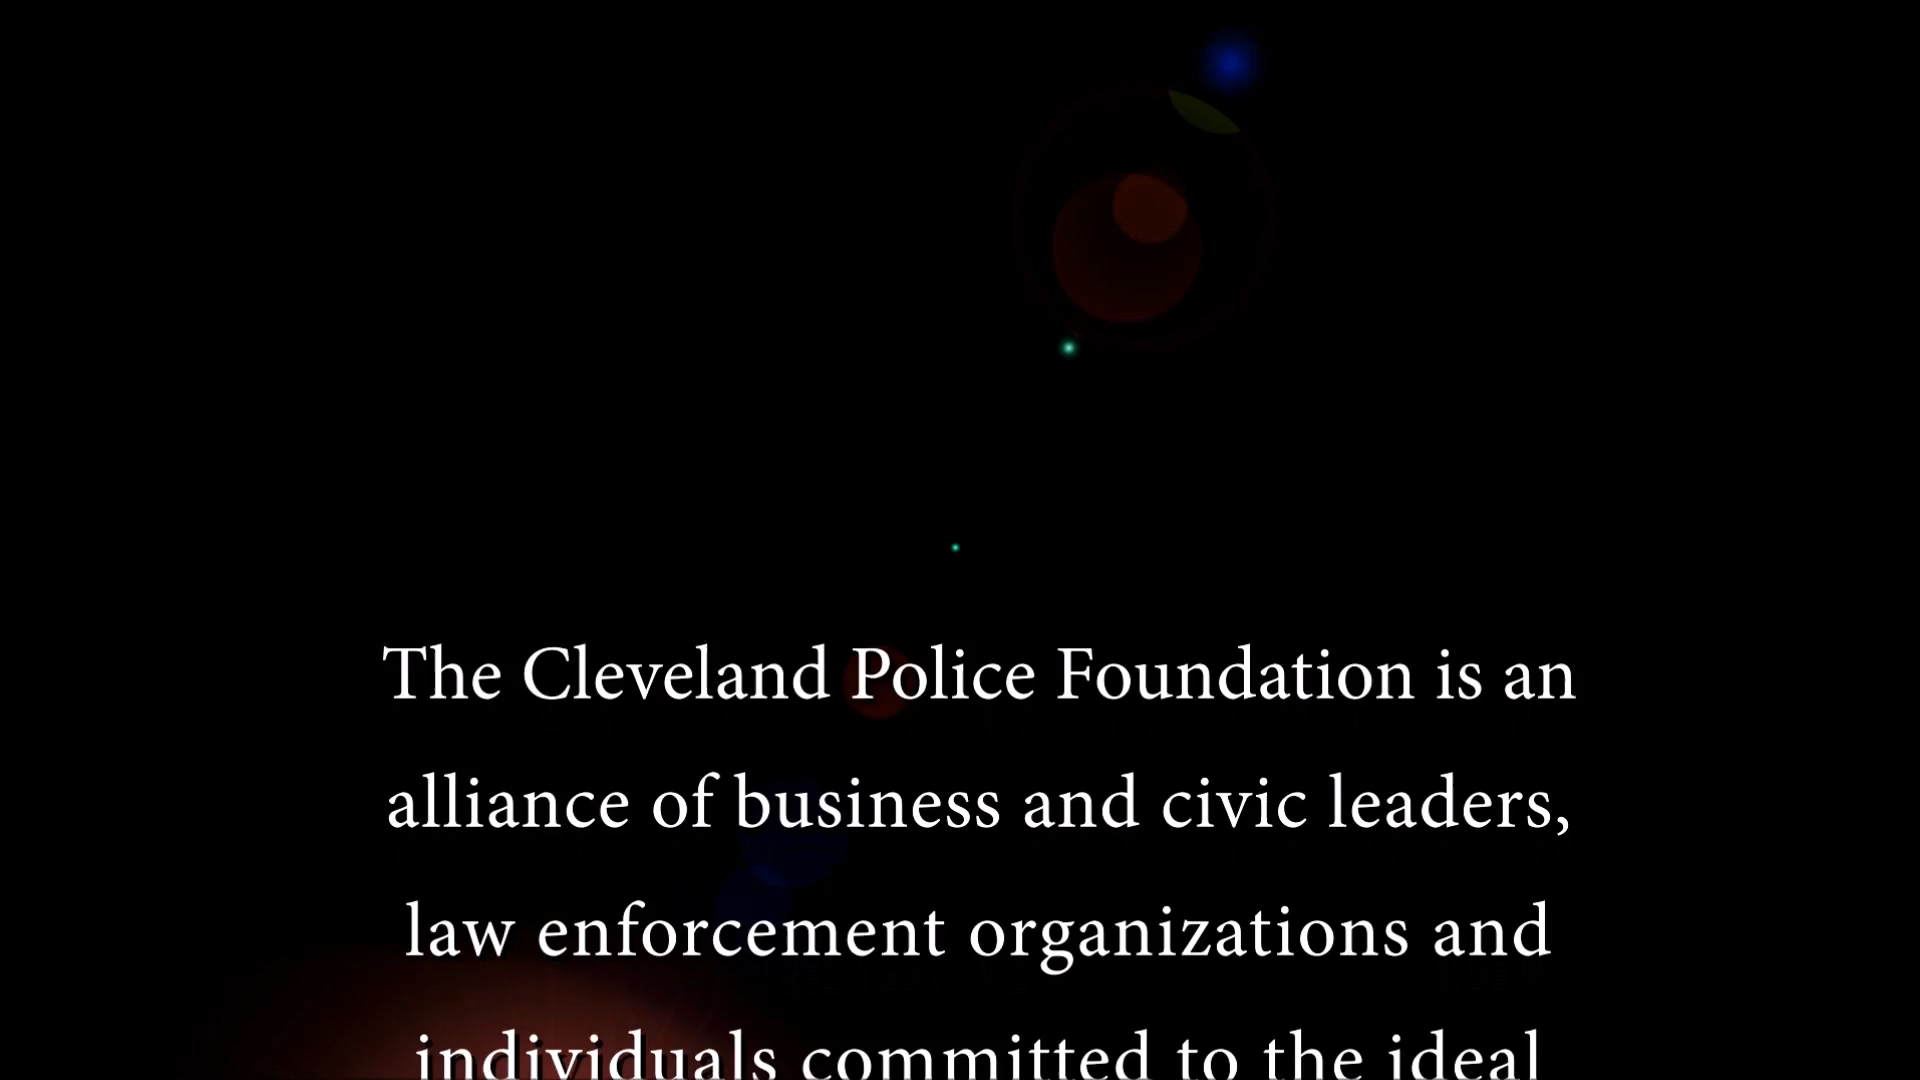 The Cleveland Police Foundation is an
alliance of business and civic leaders,
law enforcement organizations and
individuals committed to the ideal